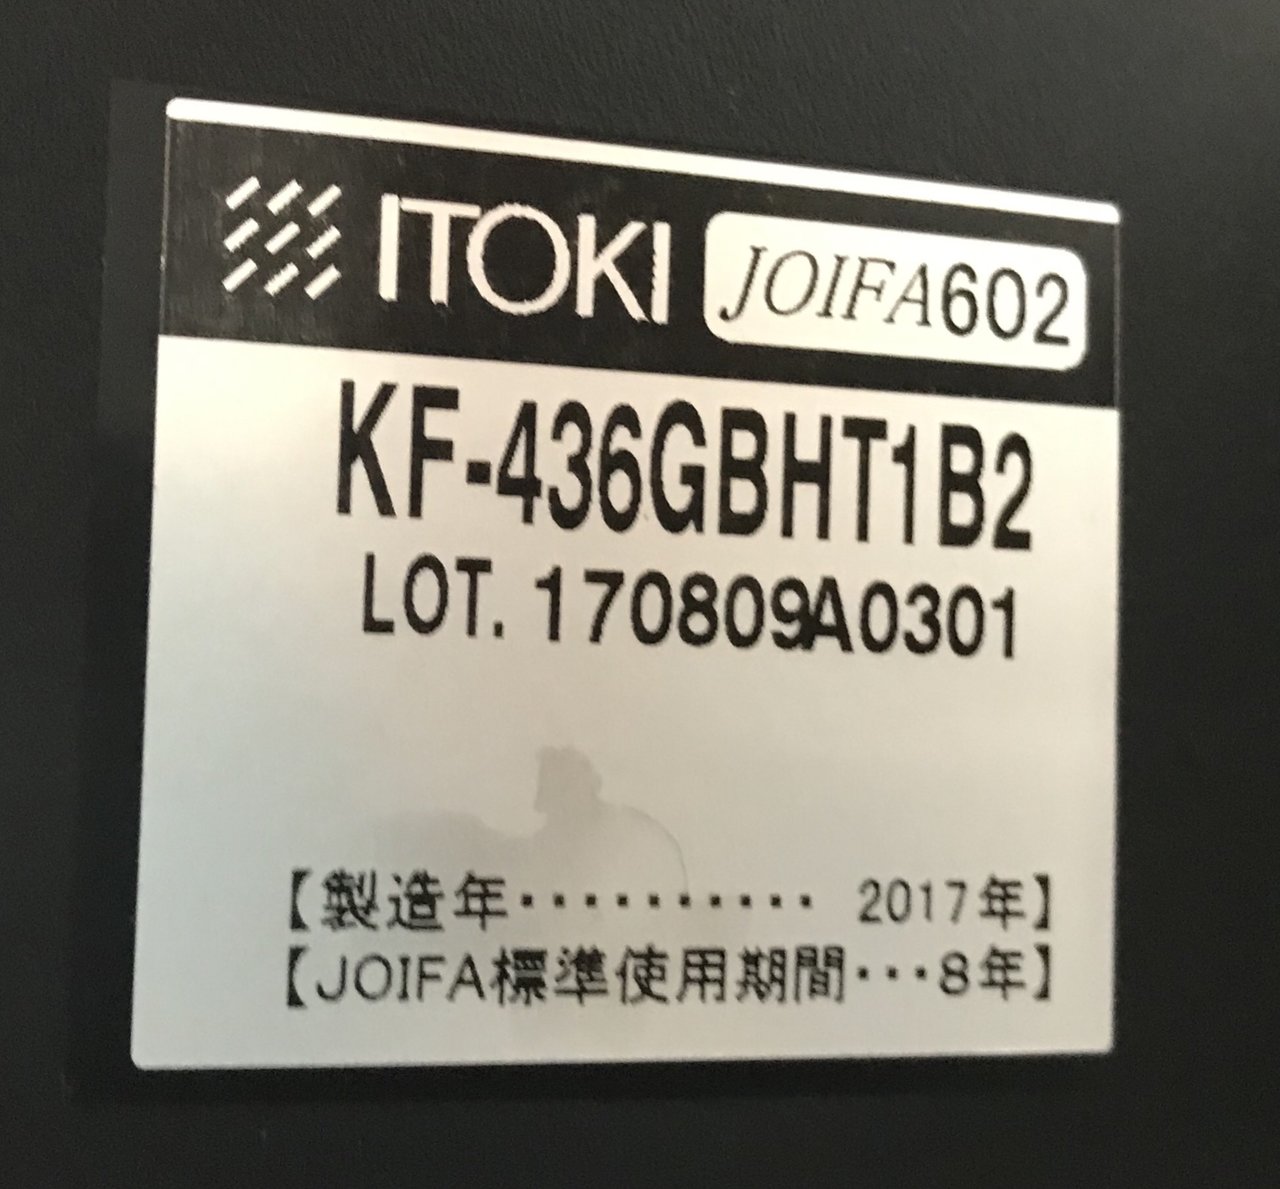 ITOKI JOIFA602
KF-436GBHT1B2
LOT. 170809A0301
【製造年・・・・・・・・・・ 2017年】
【JOIFA標準使用期間・・・8年】